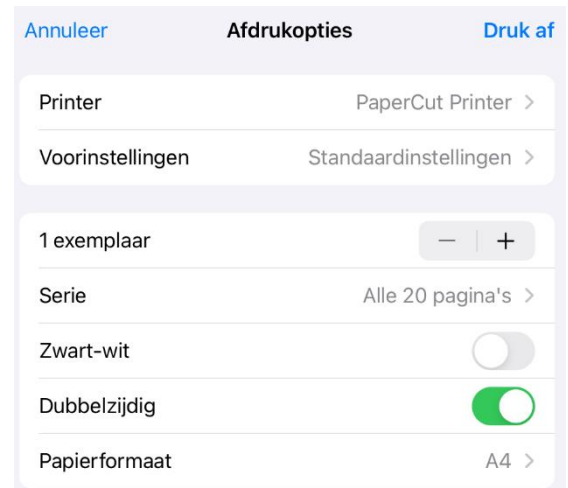 Annuleer Afdrukopties Druk af
Printer PaperCut Printer >
Voorinstellingen Standaardinstellingen >
1 exemplaar − +
Serie Alle 20 pagina's >
Zwart-wit
Dubbelzijdig
Papierformaat A4 >